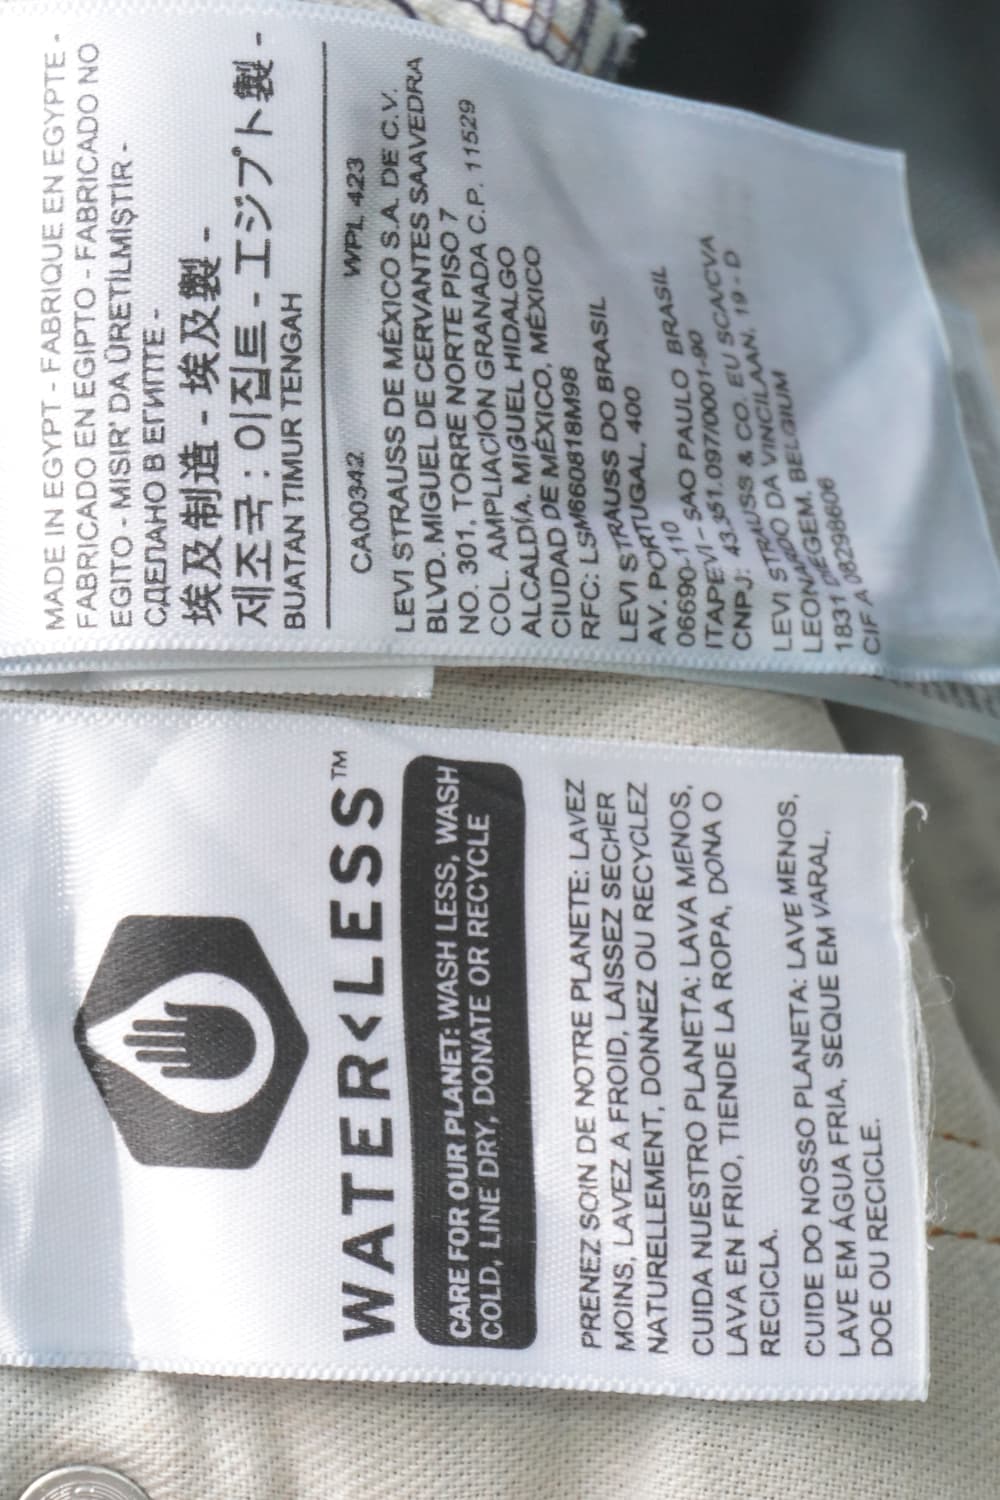 MADE IN EGYPT - FABRIQUE EN EGYPTE -
FABRICADO EN EGIPTO - FABRICADO NO
EGITO - MISIR' DA ÜRETİLMİŞTİR -
СДЕЛАНО В ЕГИПТЕ -
埃及制造 - 埃及製 -
제조국 : 이집트 - エジプト製 -
BUATAN TIMUR TENGAH
CA00342 WPL 423
LEVI STRAUSS DE MÉXICO S.A. DE C.V.
BLVD. MIGUEL DE CERVANTES SAAVEDRA
NO. 301, TORRE NORTE PISO 7
COL. AMPLIACIÓN GRANADA C.P. 11529
ALCALDÍA. MIGUEL HIDALGO
CIUDAD DE MÉXICO, MÉXICO
RFC: LSM660818M98
LEVI STRAUSS DO BRASIL
AV. PORTUGAL, 400
06690-110
ITAPEVI - SAO PAULO BRASIL
CNPJ: 43.351.097/0001-90
LEVI STRAUSS & CO. EU SCA/CVA
LEONARDO DA VINCILAAN, 19 - D
1831 DIEGEM, BELGIUM
CIF A 08298606
WATER<LESS™
CARE FOR OUR PLANET: WASH LESS, WASH
COLD, LINE DRY, DONATE OR RECYCLE
PRENEZ SOIN DE NOTRE PLANETE: LAVEZ
MOINS, LAVEZ A FROID, LAISSEZ SECHER
NATURELLEMENT, DONNEZ OU RECYCLEZ
CUIDA NUESTRO PLANETA: LAVA MENOS,
LAVA EN FRIO, TIENDE LA ROPA, DONA O
RECICLA.
CUIDE DO NOSSO PLANETA: LAVE MENOS,
LAVE EM ÁGUA FRIA, SEQUE EM VARAL,
DOE OU RECICLE.